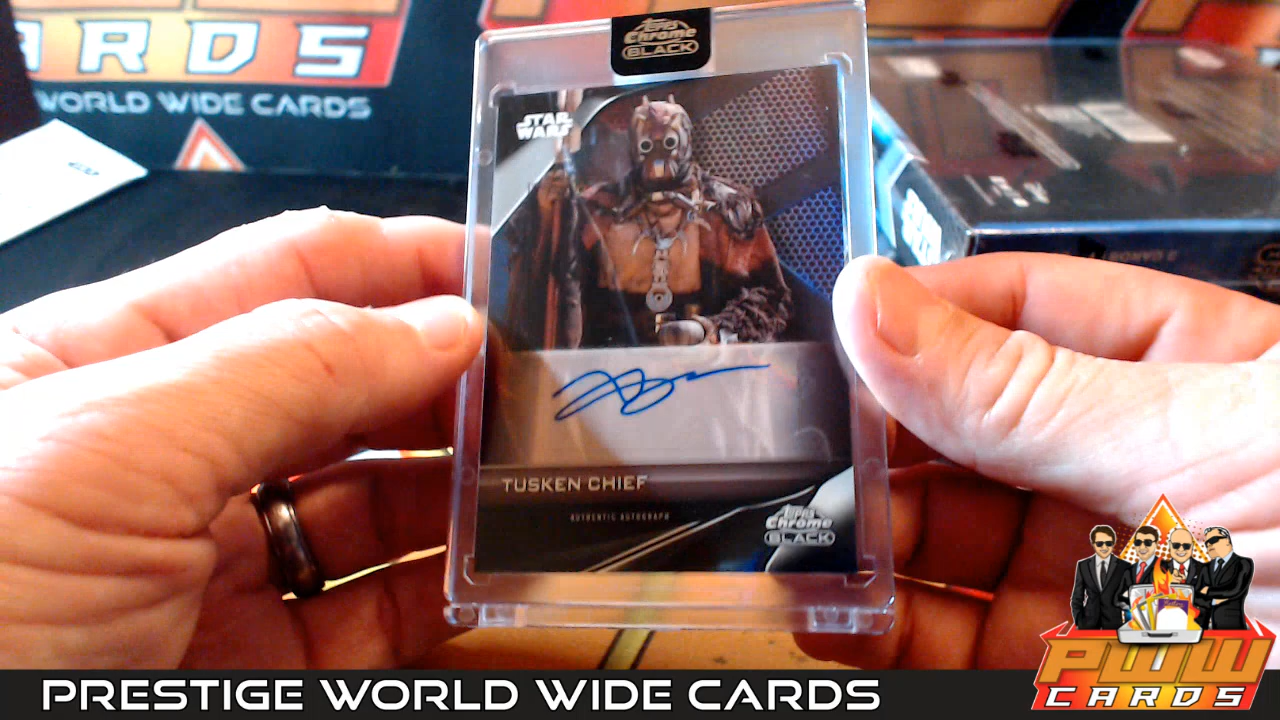 ARDS
WORLD WIDE CARDS
Topps
Chrome
BLACK
STAR
WARS
TUSKEN CHIEF
AUTHENTIC AUTOGRAPH
Topps
Chrome
BLACK
PWW
CARDS
PRESTIGE WORLD WIDE CARDS